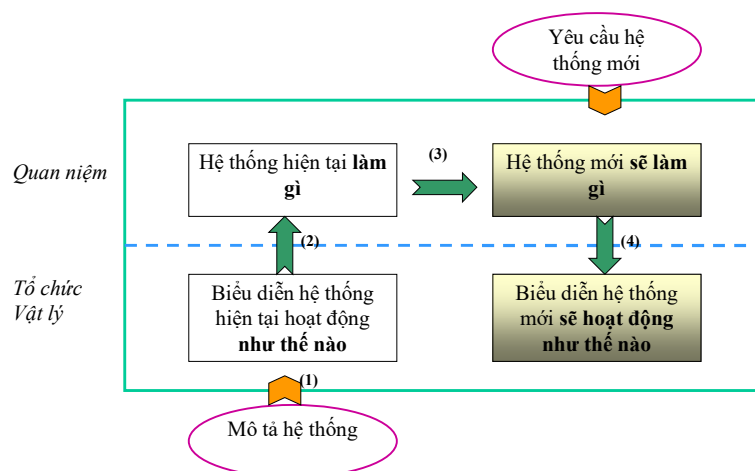 Yêu cầu hệ
thống mới
Quan niệm
Hệ thống hiện tại làm
gì
(3)
Hệ thống mới sẽ làm
gì
(2)
(4)
Tổ chức
Vật lý
Biểu diễn hệ thống
hiện tại hoạt động
như thế nào
Biểu diễn hệ thống
mới sẽ hoạt động
như thế nào
(1)
Mô tả hệ thống